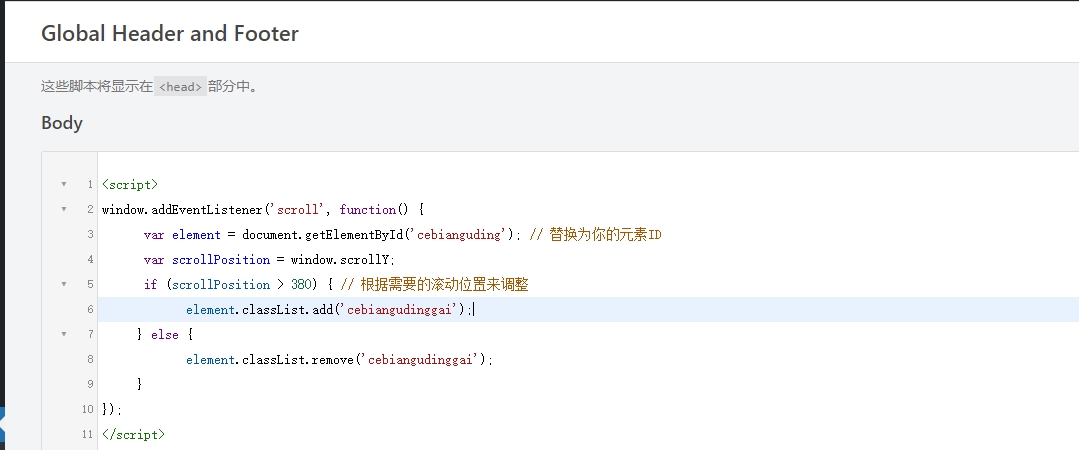 Global Header and Footer
这些脚本将显示在 <head> 部分中。
Body
1 <script>
2 window.addEventListener('scroll', function() {
3 var element = document.getElementById('cebianguding'); // 替换为你的元素ID
4 var scrollPosition = window.scrollY;
5 if (scrollPosition > 380) { // 根据需要的滚动位置来调整
6 element.classList.add('cebiangudinggai');
7 } else {
8 element.classList.remove('cebiangudinggai');
9 }
10 });
11 </script>